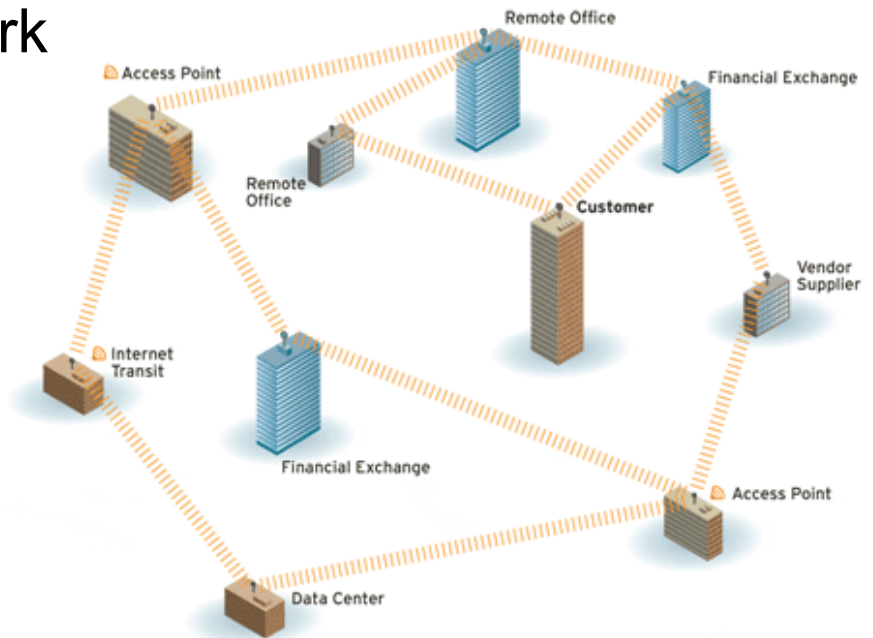 rk
Remote Office
Access Point
Financial Exchange
Remote
Office
Customer
Vendor
Supplier
Internet
Transit
Financial Exchange
Access Point
Data Center